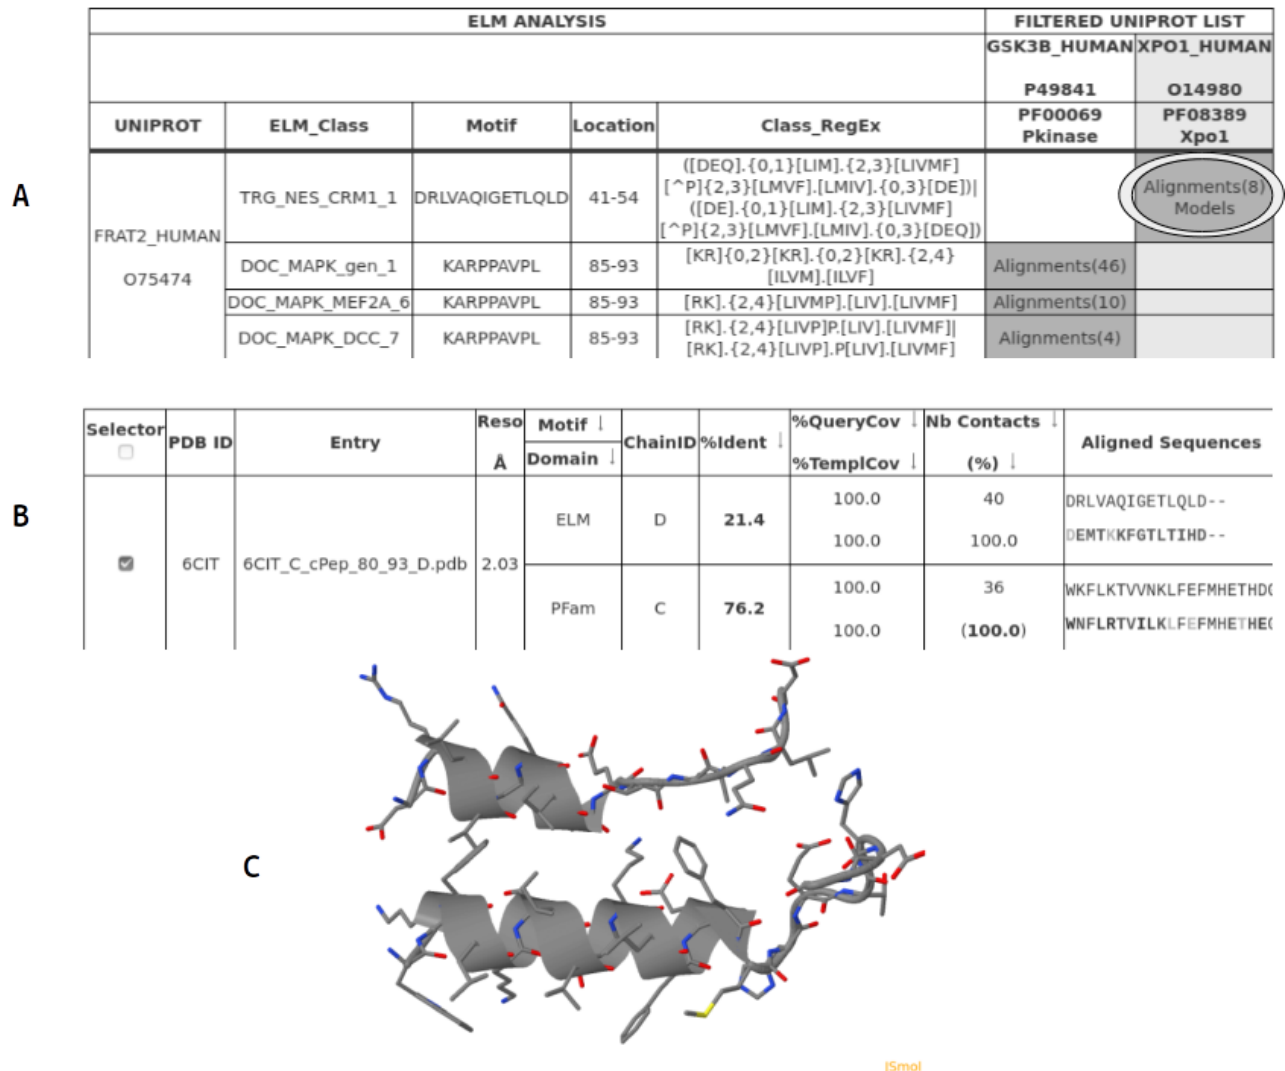 ELM ANALYSIS FILTERED UNIPROT LIST
GSK3B_HUMAN XPO1_HUMAN
P49841 O14980
UNIPROT ELM_Class Motif Location Class_RegEx PF00069 PF08389
Pkinase Xpo1
A
FRAT2_HUMAN
O75474
TRG_NES_CRM1_1 DRLVAQIGETLQLD 41-54
([DEQ].{0,1}[LIM].{2,3}[LIVMF]
[^P]{2,3}[LMVF].[LMIV].{0,3}[DE])|
([DE].{0,1}[LIM].{2,3}[LIVMF]
[^P]{2,3}[LMVF].[LMIV].{0,3}[DEQ])
Alignments(8)
Models
DOC_MAPK_gen_1 KARPPAVPL 85-93
[KR]{0,2}[KR].{0,2}[KR].{2,4}
[ILVM].[ILVF]
Alignments(46)
DOC_MAPK_MEF2A_6 KARPPAVPL 85-93 [RK].{2,4}[LIVMP].[LIV].[LIVMF] Alignments(10)
DOC_MAPK_DCC_7 KARPPAVPL 85-93
[RK].{2,4}[LIVP]P.[LIV].[LIVMF]|
[RK].{2,4}[LIVP].P[LIV].[LIVMF]
Alignments(4)
B
Selector PDB ID Entry Reso Å Motif ↓ Domain ↓ ChainID %Ident ↓ %QueryCov ↓ %TemplCov ↓ Nb Contacts ↓ (%) ↓ Aligned Sequences
6CIT 6CIT_C_cPep_80_93_D.pdb 2.03
ELM D 21.4
100.0 40 DRLVAQIGETLQLD--
100.0 100.0 DEMTKKFGTLTIHD--
PFam C 76.2
100.0 36 WKFLKTVVNKLFEFMHETHDG
100.0 (100.0) WNFLRTVILKLFEFMHETHEG
C
JSmol